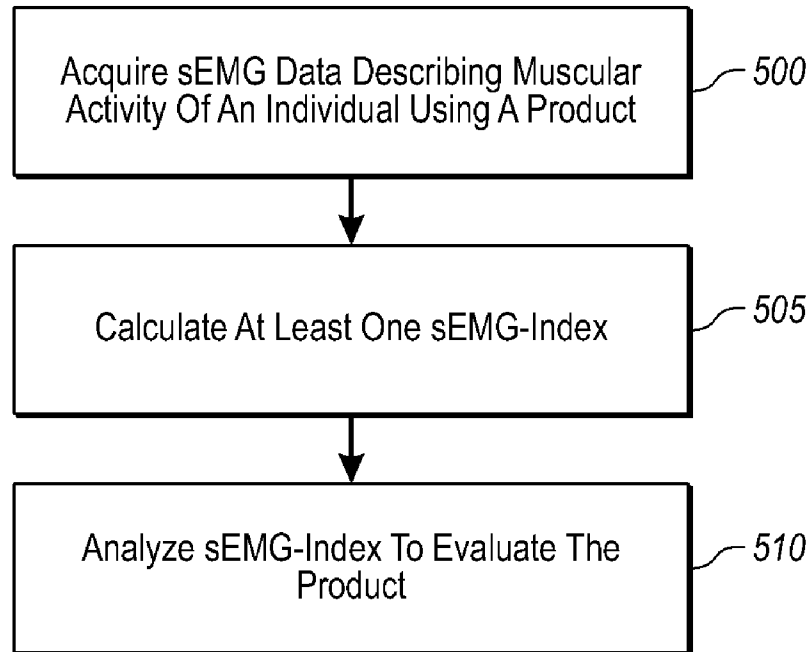 Acquire sEMG Data Describing Muscular
Activity Of An Individual Using A Product
500
Calculate At Least One sEMG-Index
505
Analyze sEMG-Index To Evaluate The
Product
510